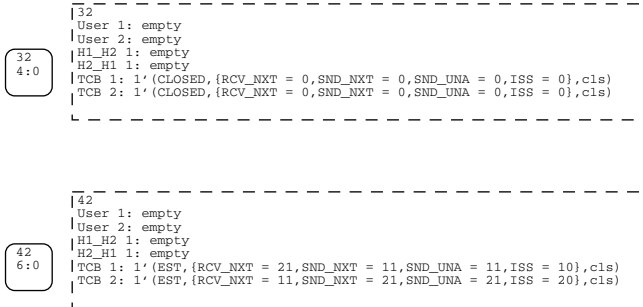 32
4:0
32
User 1: empty
User 2: empty
H1_H2 1: empty
H2_H1 1: empty
TCB 1: 1‘(CLOSED,{RCV_NXT = 0,SND_NXT = 0,SND_UNA = 0,ISS = 0},cls)
TCB 2: 1‘(CLOSED,{RCV_NXT = 0,SND_NXT = 0,SND_UNA = 0,ISS = 0},cls)
42
6:0
42
User 1: empty
User 2: empty
H1_H2 1: empty
H2_H1 1: empty
TCB 1: 1‘(EST,{RCV_NXT = 21,SND_NXT = 11,SND_UNA = 11,ISS = 10},cls)
TCB 2: 1‘(EST,{RCV_NXT = 11,SND_NXT = 21,SND_UNA = 21,ISS = 20},cls)